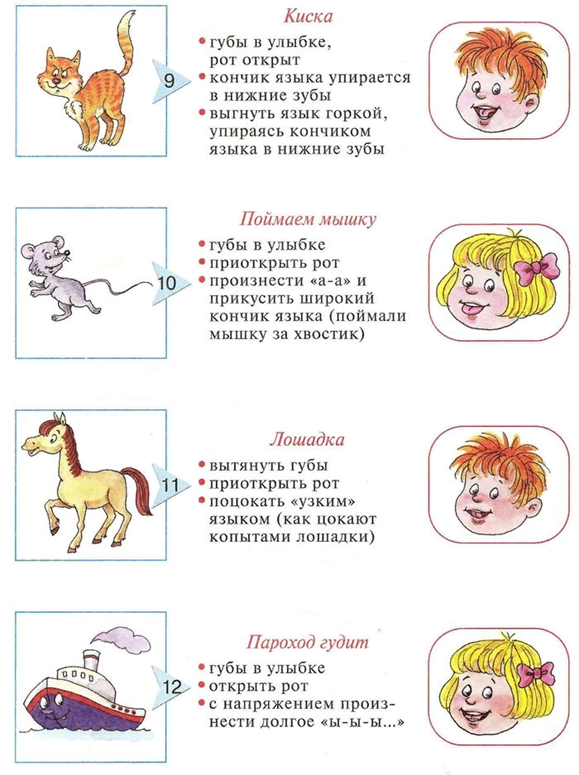 Киска
• губы в улыбке,
рот открыт
9
• кончик языка упирается
в нижние зубы
• выгнуть язык горкой,
упираясь кончиком
языка в нижние зубы
Поймаем мышку
• губы в улыбке
10
• приоткрыть рот
• произнести «а-а» и
прикусить широкий
кончик языка (поймали
мышку за хвостик)
Лошадка
• вытянуть губы
11
• приоткрыть рот
• поцокать «узким»
языком (как цокают
копытами лошадки)
Пароход гудит
• губы в улыбке
12
• открыть рот
• с напряжением произ-
нести долгое «ы-ы-ы...»